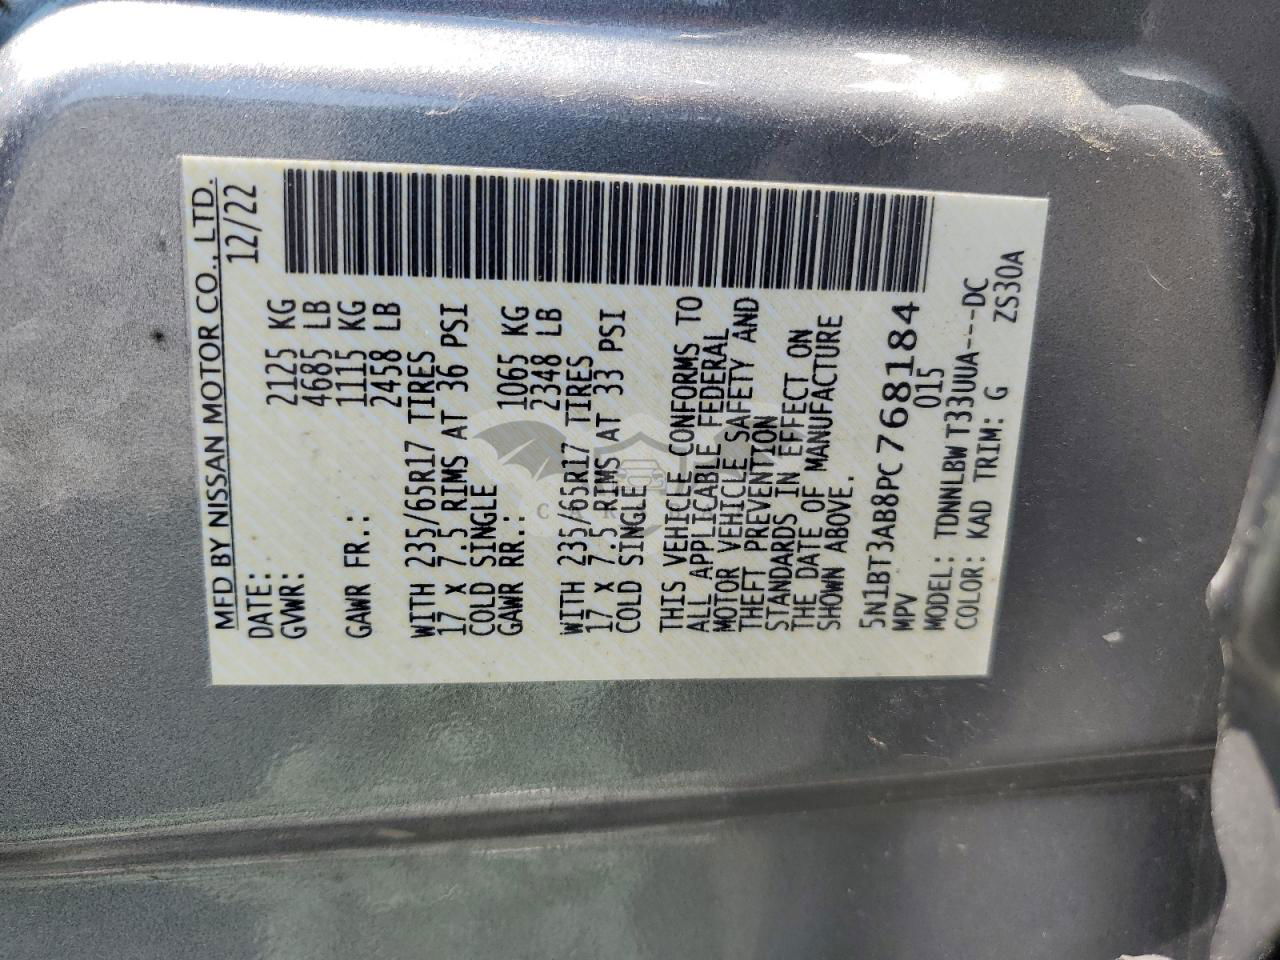 MFD BY NISSAN MOTOR CO., LTD.
DATE: 12/22
GVWR: 2125 KG
4685 LB
GAWR FR.: 1115 KG
2458 LB
WITH 235/65R17 TIRES
17 X 7.5 RIMS AT 36 PSI
COLD SINGLE
GAWR RR.: 1065 KG
2348 LB
WITH 235/65R17 TIRES
17 X 7.5 RIMS AT 33 PSI
COLD SINGLE
THIS VEHICLE CONFORMS TO
ALL APPLICABLE FEDERAL
MOTOR VEHICLE SAFETY AND
THEFT PREVENTION
STANDARDS IN EFFECT ON
THE DATE OF MANUFACTURE
SHOWN ABOVE.
5N1BT3AB8PC768184
MPV 015
MODEL: TDNNLBW T33UUA---DC
COLOR: KAD TRIM: G ZS30A